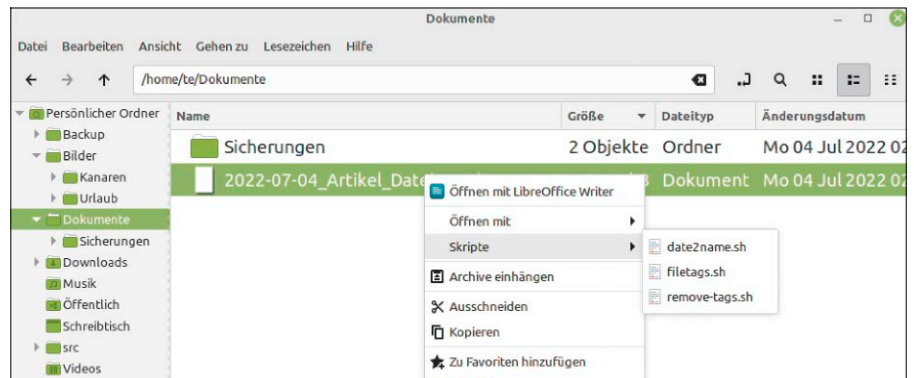 Dokumente
Datei Bearbeiten Ansicht Gehen zu Lesezeichen Hilfe
/home/te/Dokumente
Persönlicher Ordner
Backup
Bilder
Kanaren
Urlaub
Dokumente
Sicherungen
Downloads
Musik
Öffentlich
Schreibtisch
src
Videos
Name Größe Dateityp Änderungsdatum
Sicherungen 2 Objekte Ordner Mo 04 Jul 2022 02
Dokument Mo 04 Jul 2022 02
Öffnen mit LibreOffice Writer
Öffnen mit
Skripte
Archive einhängen
Ausschneiden
Kopieren
Zu Favoriten hinzufügen
date2name.sh
filetags.sh
remove-tags.sh